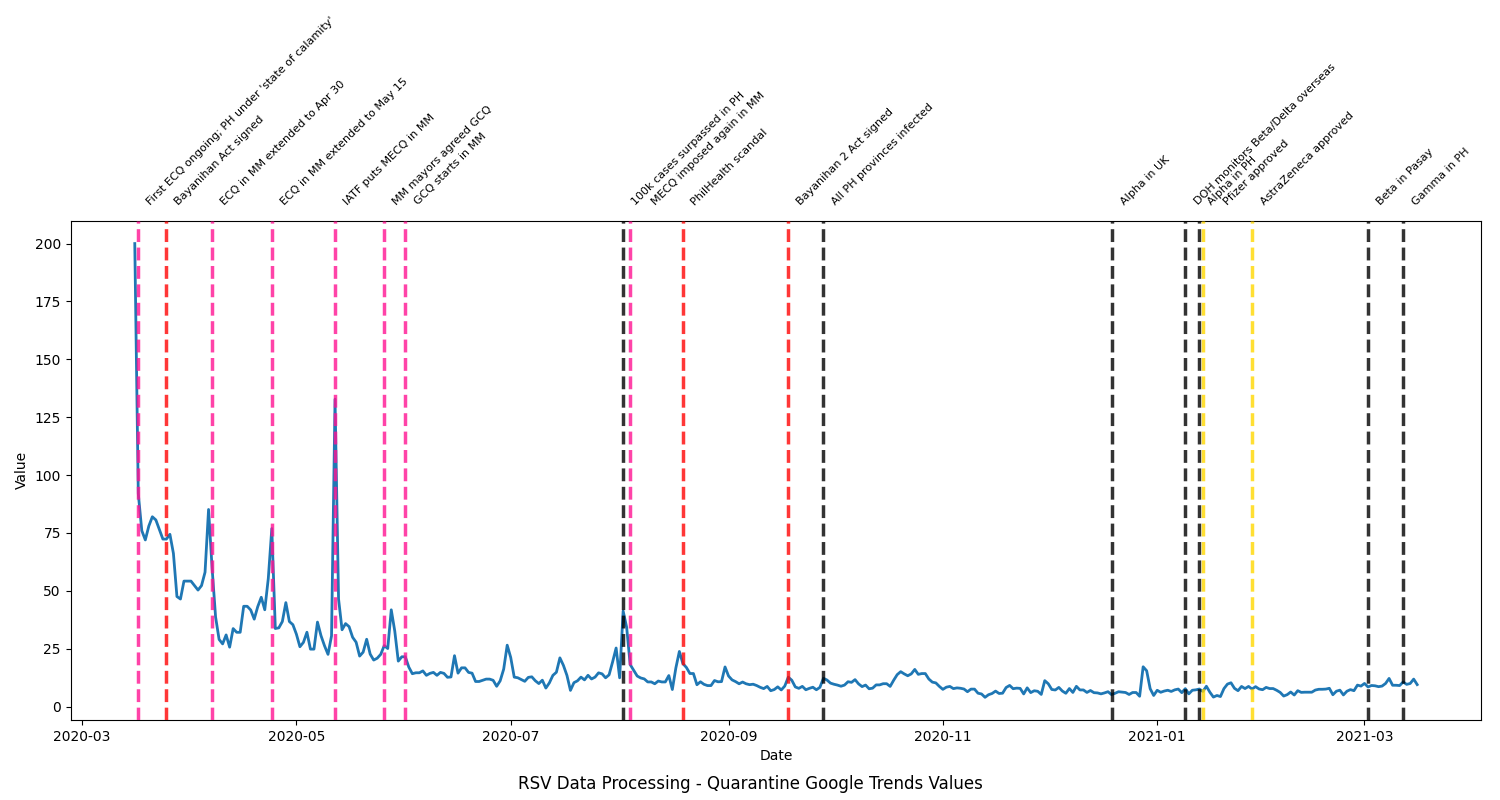 First ECQ ongoing; PH under 'state of calamity'
Bayanihan Act signed
ECQ in MM extended to Apr 30
ECQ in MM extended to May 15
IATF puts MECQ in MM
MM mayors agreed GCQ
GCQ starts in MM
100k cases surpassed in PH
MECQ imposed again in MM
PhilHealth scandal
Bayanihan 2 Act signed
All PH provinces infected
Alpha in UK
DOH monitors Beta/Delta overseas
Alpha in PH
Pfizer approved
AstraZeneca approved
Beta in Pasay
Gamma in PH
200
175
150
125
100
75
50
25
0
Value
2020-03
2020-05
2020-07
2020-09
2020-11
2021-01
2021-03
Date
RSV Data Processing - Quarantine Google Trends Values